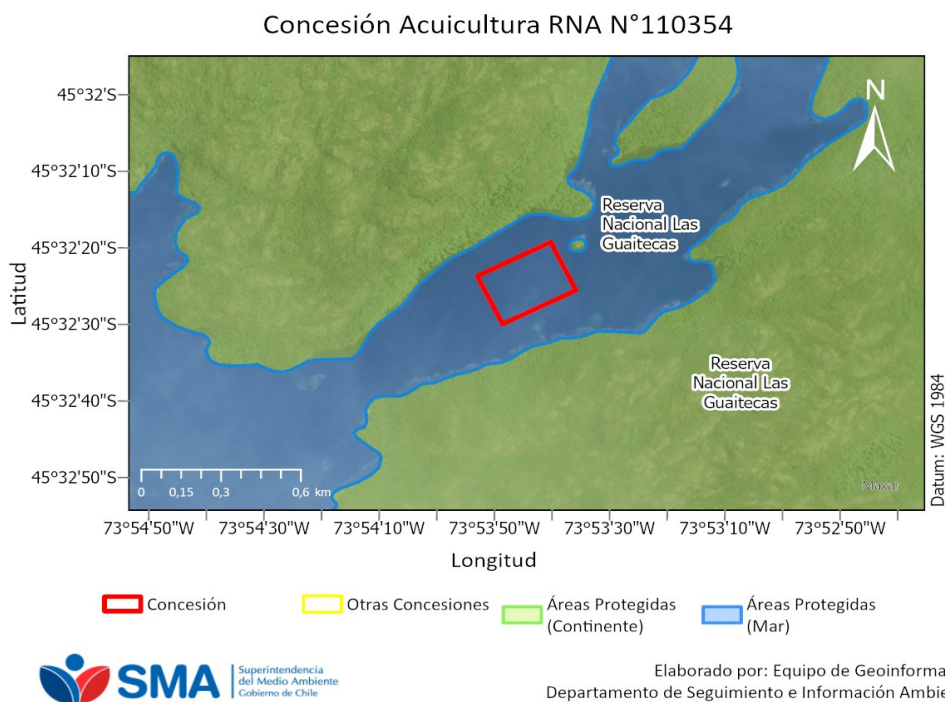 Concesión Acuicultura RNA N°110354
45°32'S
45°32'10"S
45°32'20"S
45°32'30"S
45°32'40"S
45°32'50"S
Latitud
N
Reserva
Nacional Las
Guaitecas
Reserva
Nacional Las
Guaitecas
Maxar
Datum: WGS 1984
0 0,15 0,3 0,6 km
73°54'50"W 73°54'30"W 73°54'10"W 73°53'50"W 73°53'30"W 73°53'10"W 73°52'50"W
Longitud
Concesión
Otras Concesiones
Áreas Protegidas
(Continente)
Áreas Protegidas
(Mar)
SMA
Superintendencia
del Medio Ambiente
Gobierno de Chile
Elaborado por: Equipo de Geoinforma
Departamento de Seguimiento e Información Ambie